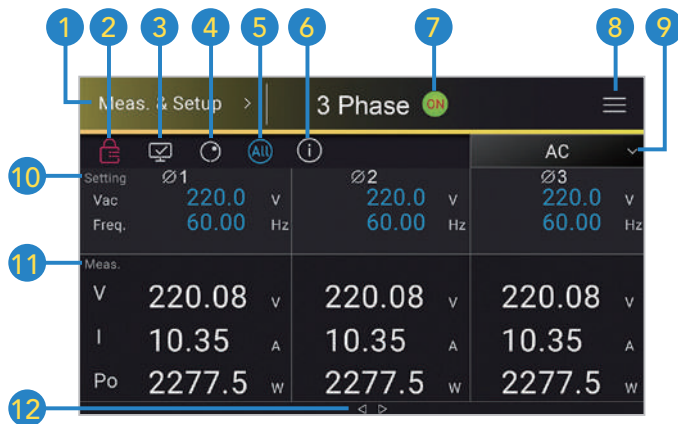 1 2 3 4 5 6 7 8 9
Meas. & Setup > 3 Phase ON
All i AC
10 Setting Ø1 Ø2 Ø3
Vac 220.0 V 220.0 V 220.0 V
Freq. 60.00 Hz 60.00 Hz 60.00 Hz
11 Meas.
V 220.08 V 220.08 V 220.08 V
I 10.35 A 10.35 A 10.35 A
Po 2277.5 W 2277.5 W 2277.5 W
12